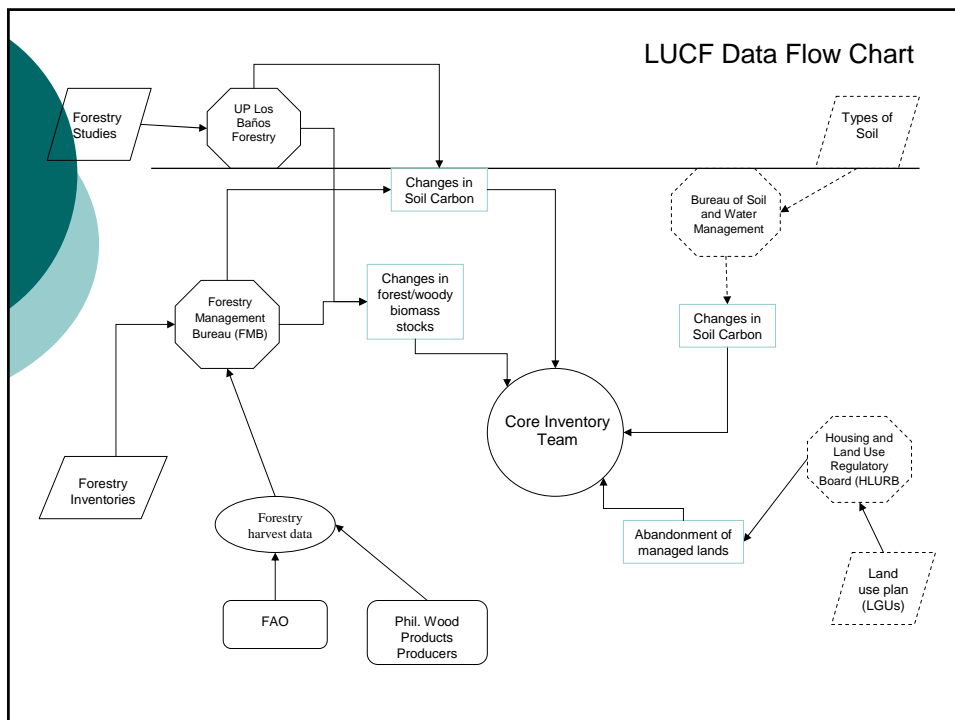 LUCF Data Flow Chart
Forestry
Studies
UP Los
Baños
Forestry
Types of
Soil
Changes in
Soil Carbon
Bureau of Soil
and Water
Management
Changes in
forest/woody
biomass
stocks
Forestry
Management
Bureau (FMB)
Changes in
Soil Carbon
Core Inventory
Team
Housing and
Land Use
Regulatory
Board (HLURB
Forestry
Inventories
Forestry
harvest data
Abandonment of
managed lands
Land
use plan
(LGUs)
FAO
Phil. Wood
Products
Producers